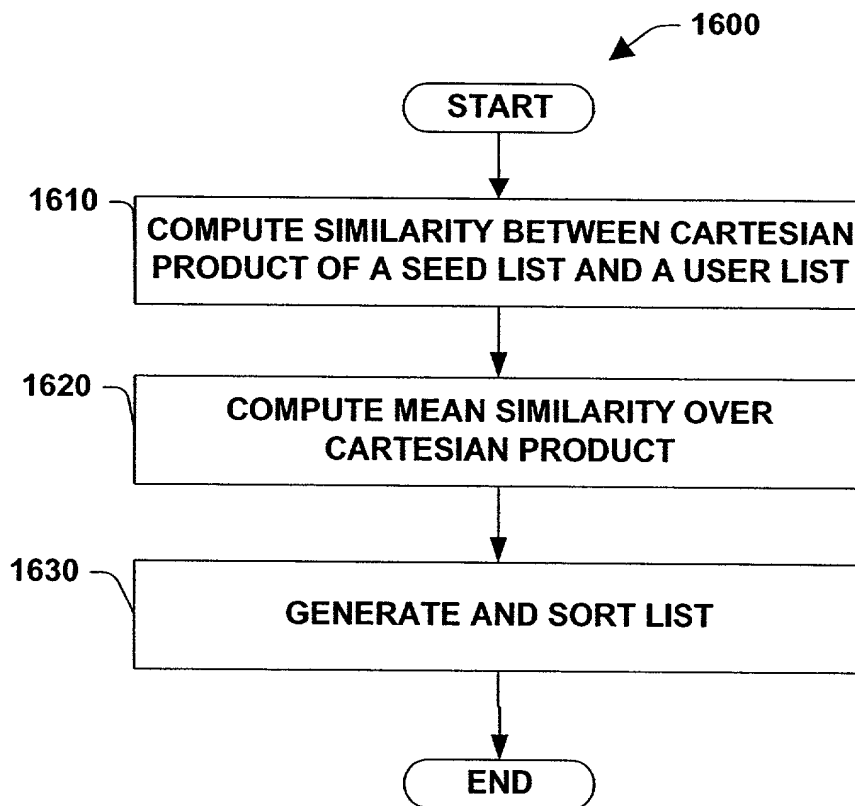 1600
START
1610
COMPUTE SIMILARITY BETWEEN CARTESIAN
PRODUCT OF A SEED LIST AND A USER LIST
1620
COMPUTE MEAN SIMILARITY OVER
CARTESIAN PRODUCT
1630
GENERATE AND SORT LIST
END